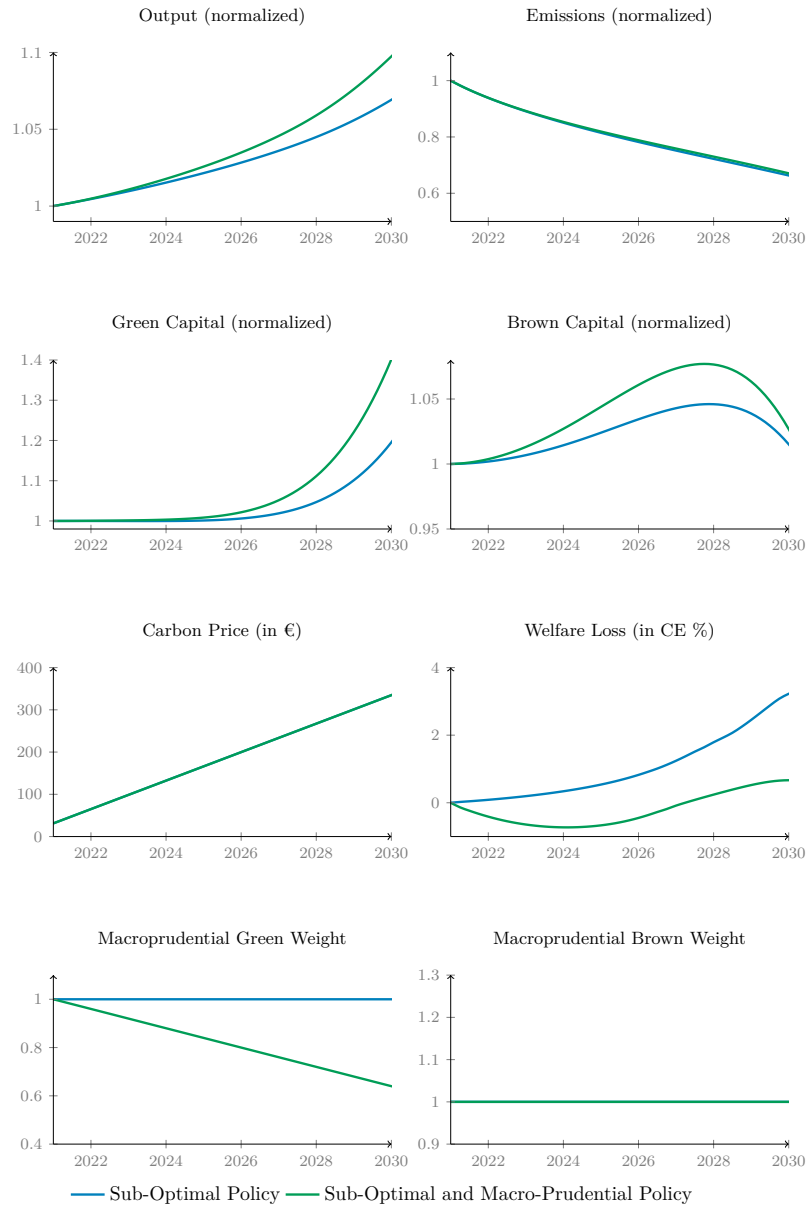 Output (normalized)
Emissions (normalized)
1.1
1.05
1
2022 2024 2026 2028 2030
1
0.8
0.6
2022 2024 2026 2028 2030
Green Capital (normalized)
Brown Capital (normalized)
1.4
1.3
1.2
1.1
1
2022 2024 2026 2028 2030
1.05
1
0.95
2022 2024 2026 2028 2030
Carbon Price (in €)
Welfare Loss (in CE %)
400
300
200
100
0
2022 2024 2026 2028 2030
4
2
0
2022 2024 2026 2028 2030
Macroprudential Green Weight
Macroprudential Brown Weight
1
0.8
0.6
0.4
2022 2024 2026 2028 2030
1.3
1.2
1.1
1
0.9
2022 2024 2026 2028 2030
Sub-Optimal Policy Sub-Optimal and Macro-Prudential Policy